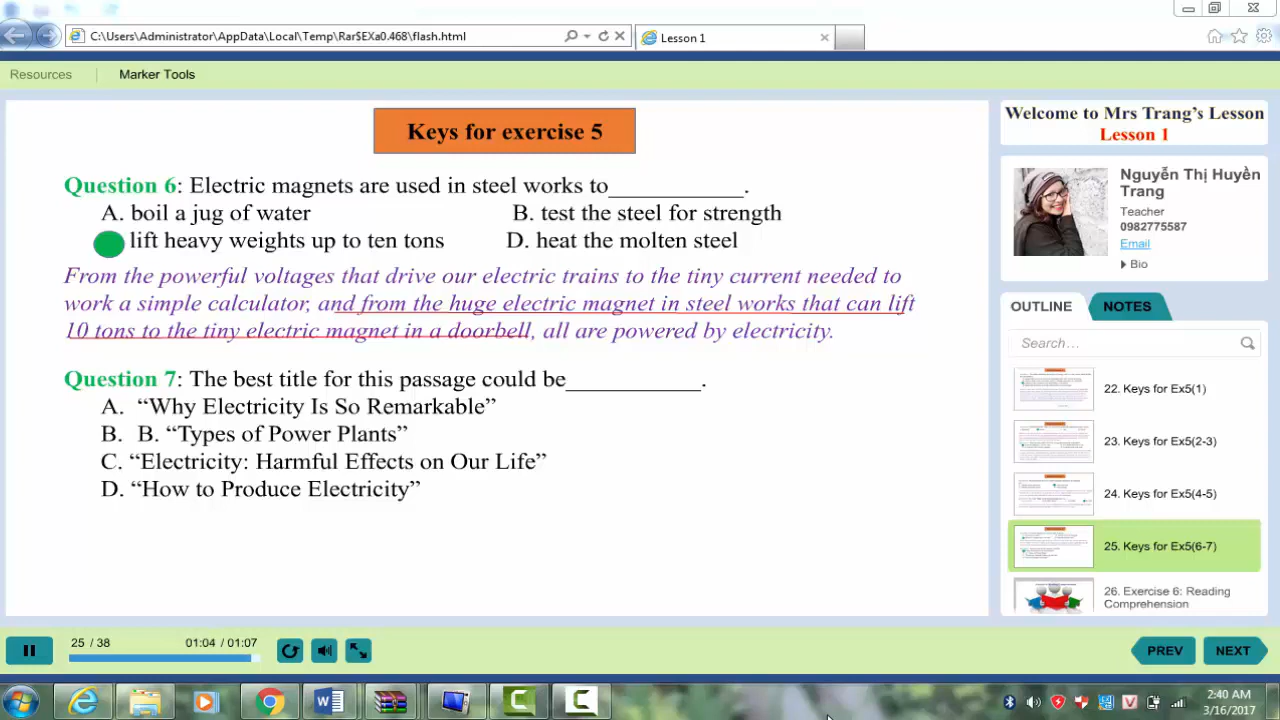 C:\Users\Administrator\AppData\Local\Temp\Rar$EXa0.468\flash.html
Lesson 1
Resources
Marker Tools
Keys for exercise 5
Question 6: Electric magnets are used in steel works to___________.
A. boil a jug of water
B. test the steel for strength
lift heavy weights up to ten tons
D. heat the molten steel
From the powerful voltages that drive our electric trains to the tiny current needed to
work a simple calculator, and from the huge electric magnet in steel works that can lift
10 tons to the tiny electric magnet in a doorbell, all are powered by electricity.
Question 7: The best title for this passage could be___________.
A. “Why Electricity Is So Remarkable”
B. B. “Types of Power Plants”
C. “Electricity: Harmful Effects on Our Life”
D. “How to Produce Electricity”
Welcome to Mrs Trang’s Lesson
Lesson 1
Nguyễn Thị Huyền
Trang
Teacher
0982775587
Email
Bio
OUTLINE
NOTES
Search...
22. Keys for Ex5(1)
23. Keys for Ex5(2-3)
24. Keys for Ex5(4-5)
25. Keys for Ex5(6-7)
26. Exercise 6: Reading
Comprehension
25 / 38
01:04 / 01:07
PREV
NEXT
2:40 AM
3/16/2017